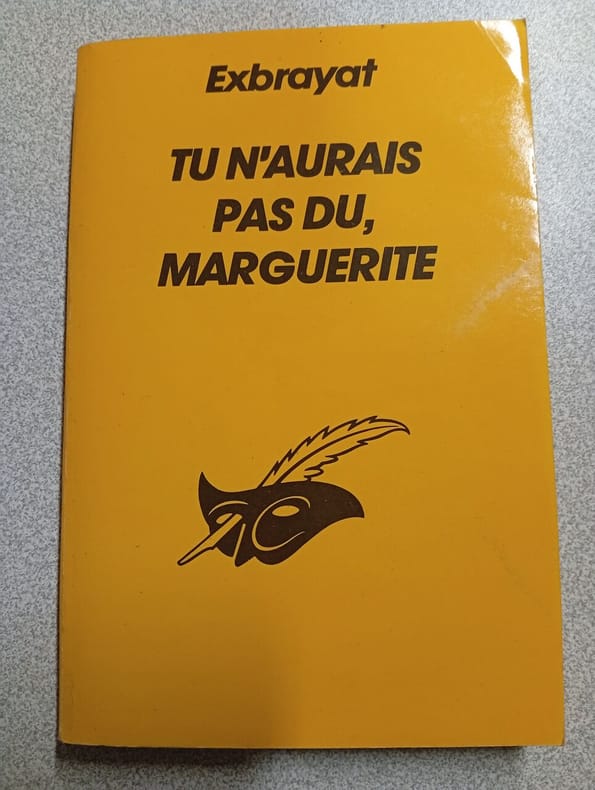 Exbrayat
TU N'AURAIS
PAS DU,
MARGUERITE